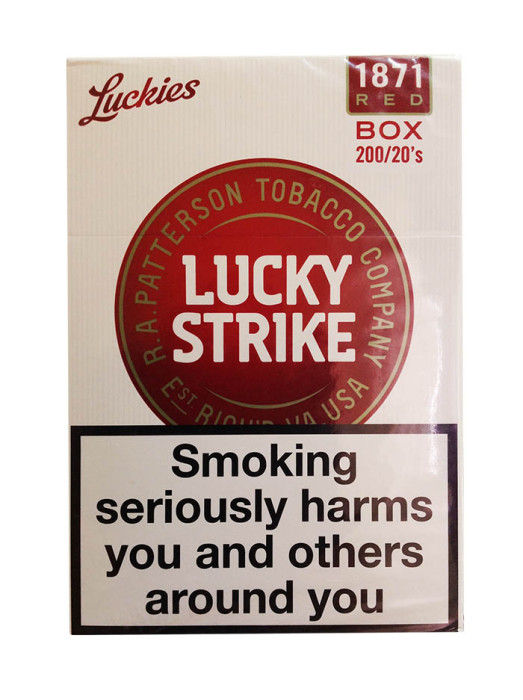 Luckies
1871
RED
BOX
200/20's
R.A. PATTERSON TOBACCO COMPANY
LUCKY
STRIKE
EST RICH'D VA USA
Smoking
seriously harms
you and others
around you